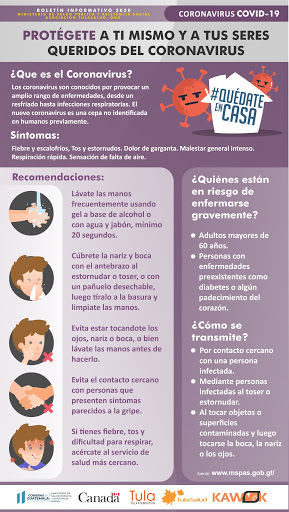 BOLETÍN INFORMATIVO 2020
MINISTERIO DE SALUD PUBLICA Y ASISTENCIA SOCIAL
ASOCIACIÓN TULASALUD, ONG
CORONAVIRUS COVID-19
PROTÉGETE A TI MISMO Y A TUS SERES
QUERIDOS DEL CORONAVIRUS
¿Que es el Coronavirus?
Los coronavirus son conocidos por provocar un
amplio rango de enfermedades, desde un
resfriado hasta infecciones respiratorias. El
nuevo coronavirus es una cepa no identificada
en humanos previamente.
#QUÉDATE
EN
CASA
Síntomas:
Fiebre y escalofríos, Tos y estornudos. Dolor de garganta. Malestar general intenso.
Respiración rápida. Sensación de falta de aire.
Recomendaciones:
Lávate las manos
frecuentemente usando
gel a base de alcohol o
con agua y jabón, mínimo
20 segundos.
Cúbrete la nariz y boca
con el antebrazo al
estornudar o toser, o con
un pañuelo desechable,
luego tíralo a la basura y
limpiate las manos.
Evita estar tocandote los
ojos, nariz o boca, o bien
lávate las manos antes de
hacerlo.
Evita el contacto cercano
con personas que
presenten síntomas
parecidos a la gripe.
Si tienes fiebre, tos y
dificultad para respirar,
acércate al servicio de
salud más cercano.
¿Quiénes están
en riesgo de
enfermarse
gravemente?
Adultos mayores de
60 años.
Personas con
enfermedades
preexistentes como
diabetes o algún
padecimiento del
corazón.
¿Cómo se
transmite?
Por contacto cercano
con una persona
infectada.
Mediante personas
infectadas al toser o
estornudar.
Al tocar objetos o
superficies
contaminadas y luego
tocarse la boca, la nariz
o los ojos.
fuente: www.mspas.gob.gt/
GOBIERNO de
GUATEMALA
Canada
Tula
TulaSalud
KAWOK